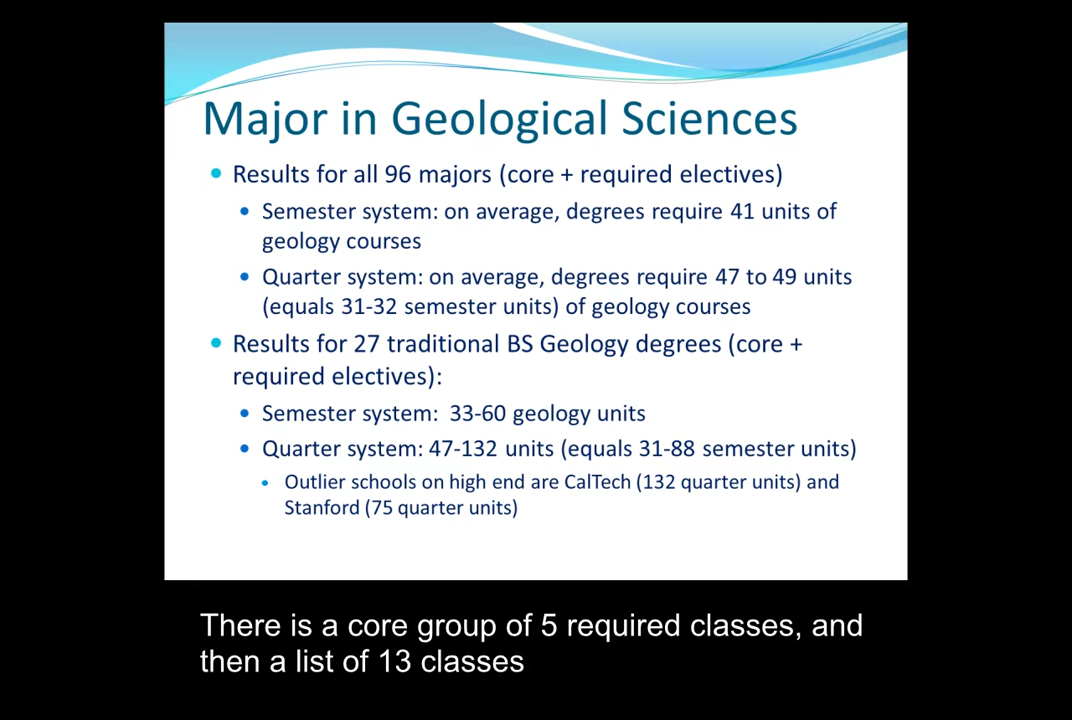 Major in Geological Sciences
Results for all 96 majors (core + required electives)
Semester system: on average, degrees require 41 units of
geology courses
Quarter system: on average, degrees require 47 to 49 units
(equals 31-32 semester units) of geology courses
Results for 27 traditional BS Geology degrees (core +
required electives):
Semester system:  33-60 geology units
Quarter system: 47-132 units (equals 31-88 semester units)
Outlier schools on high end are CalTech (132 quarter units) and
Stanford (75 quarter units)
There is a core group of 5 required classes, and
then a list of 13 classes